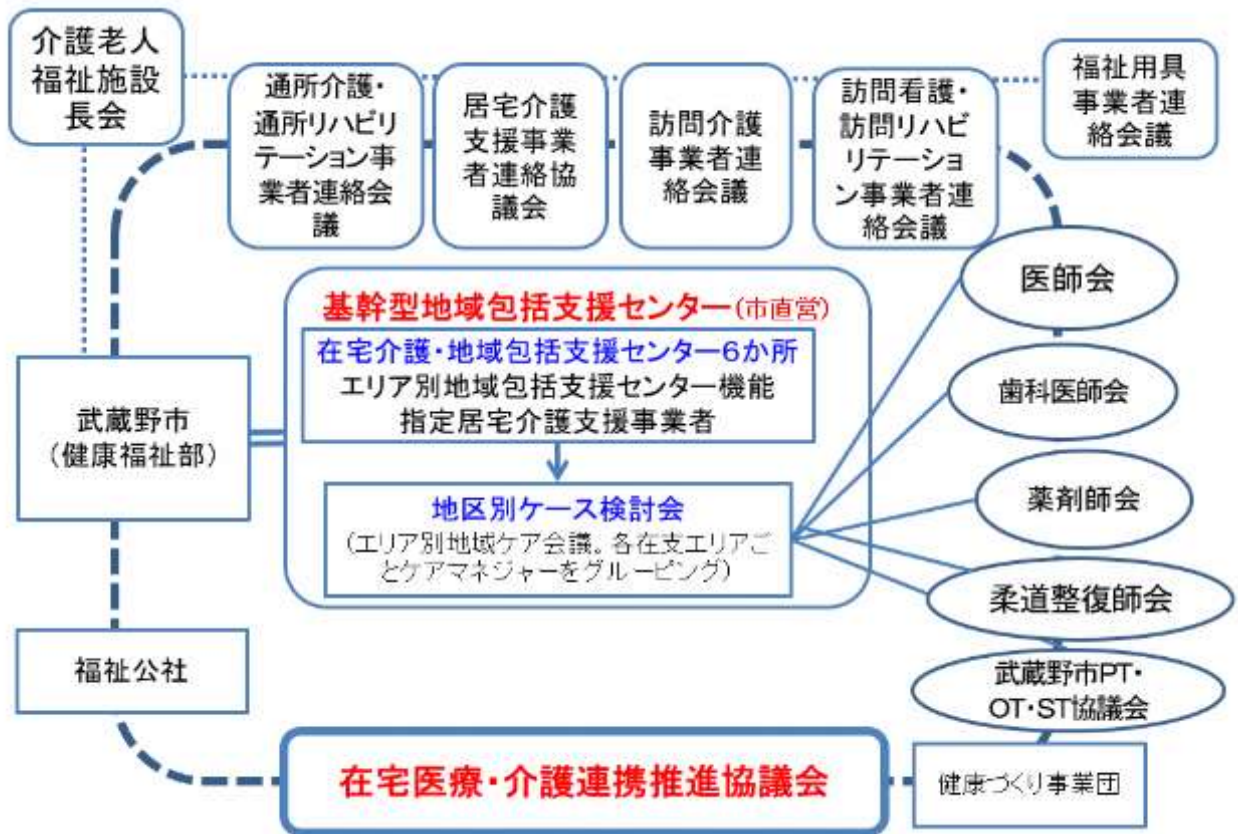 介護老人
福祉施設
長会
通所介護・
通所リハビリ
テーション事
業者連絡会
議
居宅介護
支援事業
者連絡協
議会
訪問介護
事業者連
絡会議
訪問看護・
訪問リハビ
リテーショ
ン事業者連
絡会議
福祉用具
事業者連
絡会議
基幹型地域包括支援センター(市直営)
在宅介護・地域包括支援センター6か所
エリア別地域包括支援センター機能
指定居宅介護支援事業者
地区別ケース検討会
(エリア別地域ケア会議。各在支エリアご
とケアマネジャーをグルーピング)
武蔵野市
(健康福祉部)
福祉公社
医師会
歯科医師会
薬剤師会
柔道整復師会
武蔵野市PT・
OT・ST協議会
健康づくり事業団
在宅医療・介護連携推進協議会